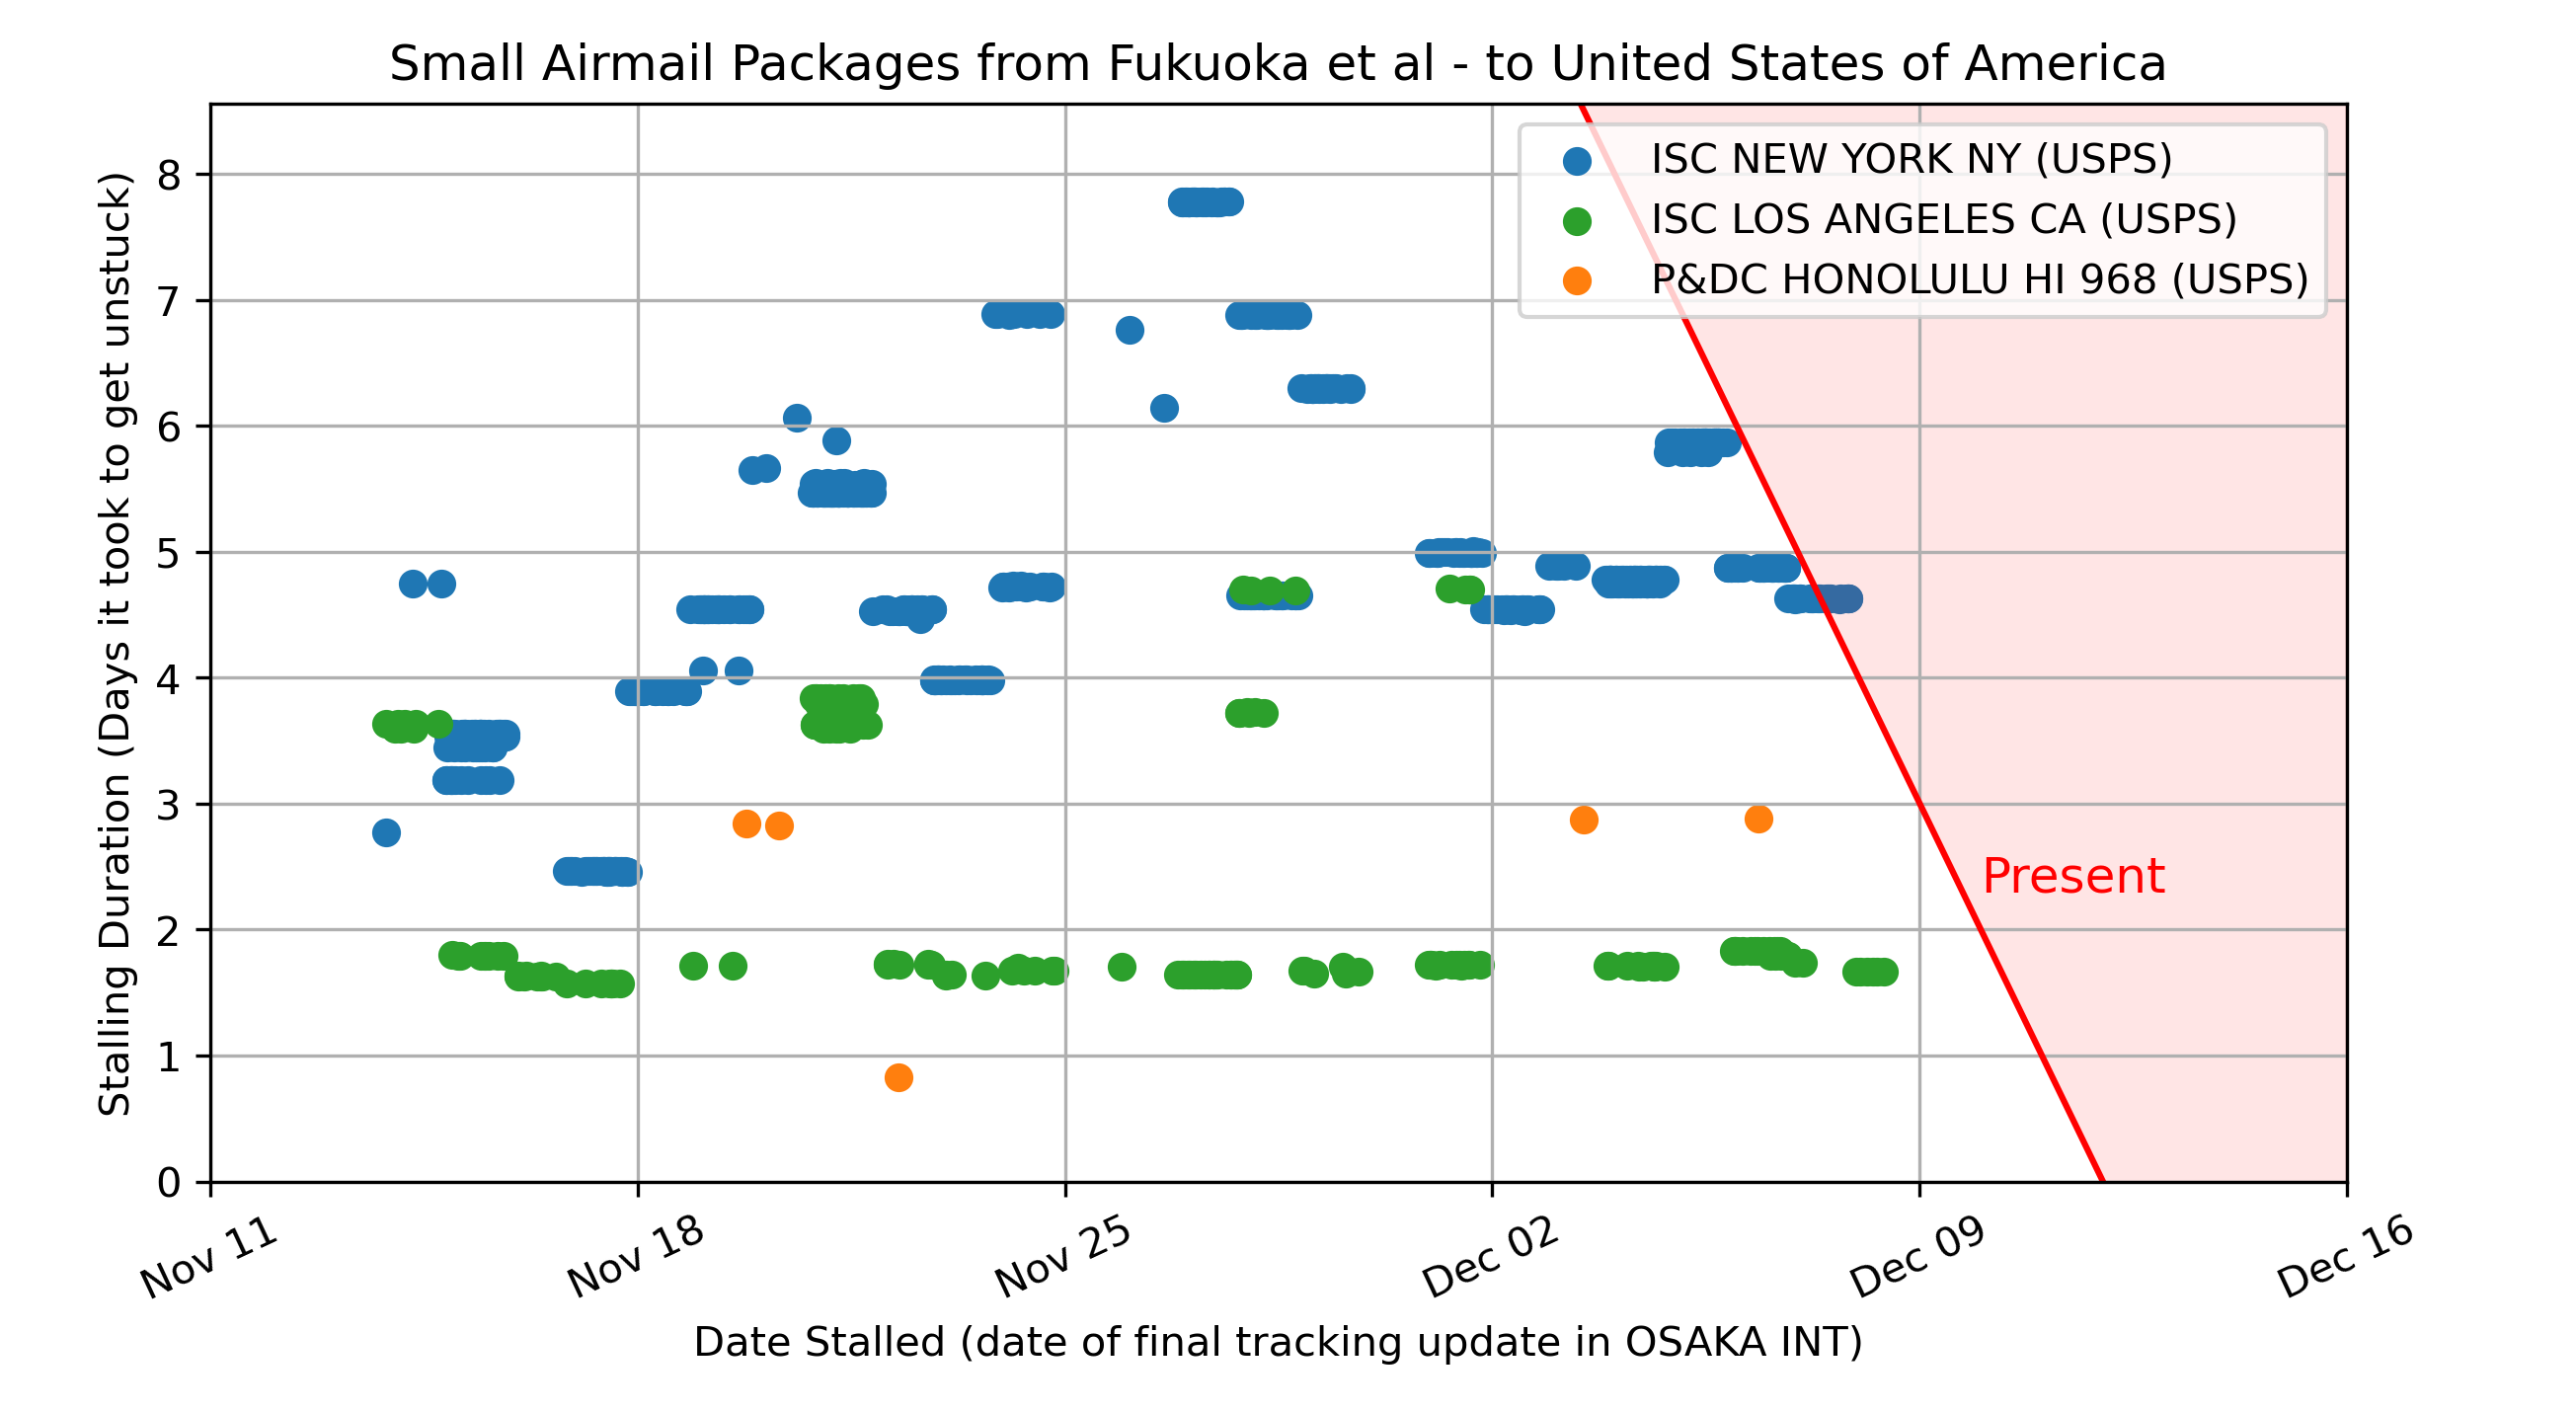 Small Airmail Packages from Fukuoka et al - to United States of America
ISC NEW YORK NY (USPS)
ISC LOS ANGELES CA (USPS)
P&DC HONOLULU HI 968 (USPS)
Stalling Duration (Days it took to get unstuck)
8
7
6
5
4
3
2
1
0
Present
Nov 11
Nov 18
Nov 25
Dec 02
Dec 09
Dec 16
Date Stalled (date of final tracking update in OSAKA INT)